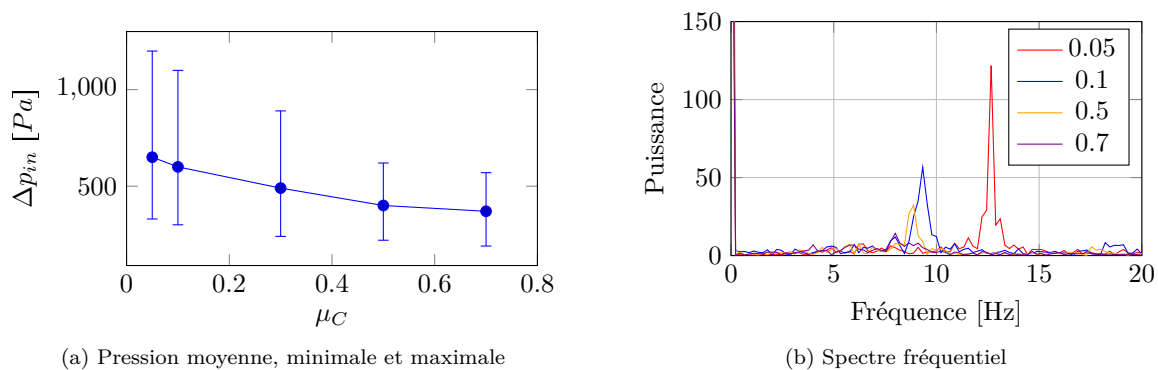 1,000
500
Δp_in [Pa]
0 0.2 0.4 0.6 0.8
μ_C
(a) Pression moyenne, minimale et maximale
150
100
50
0
Puissance
0.05
0.1
0.5
0.7
0 5 10 15 20
Fréquence [Hz]
(b) Spectre fréquentiel